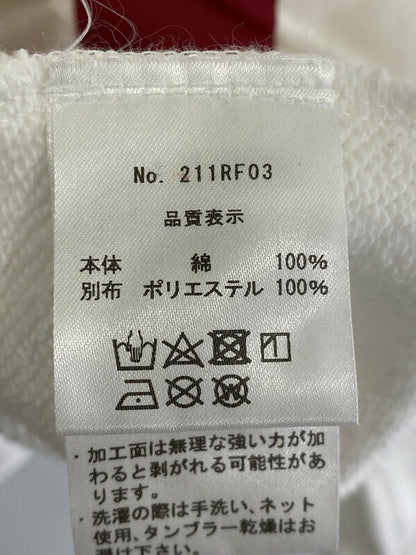 No. 211RF03
品質表示
本体 綿 100%
別布 ポリエステル 100%
・加工面は無理な強い力が加
わると剥がれる可能性があ
ります。
・洗濯の際は手洗い、ネット
使用、タンブラー乾燥はお
避け下さい